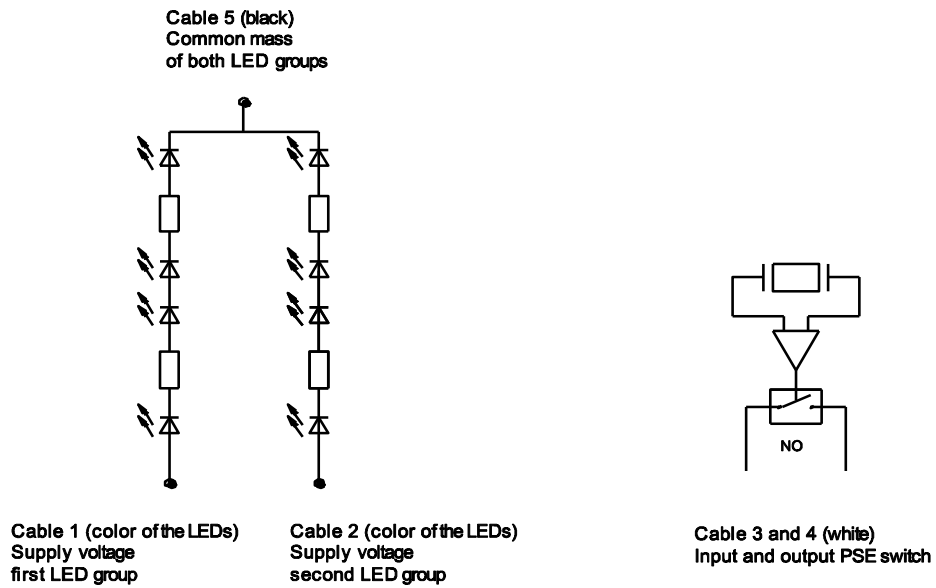 Cable 5 (black)
Common mass
of both LED groups
NO
Cable 1 (color of the LEDs)
Supply voltage
first LED group
Cable 2 (color of the LEDs)
Supply voltage
second LED group
Cable 3 and 4 (white)
Input and output PSE switch